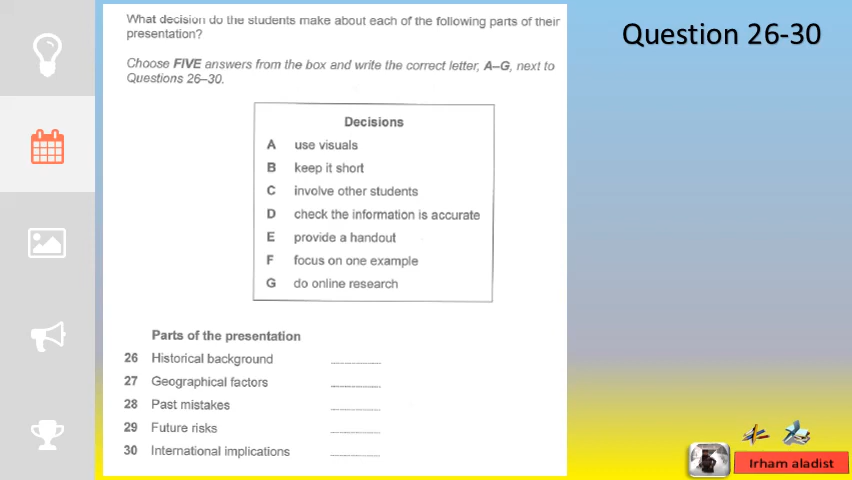 Question 26-30
What decision do the students make about each of the following parts of their
presentation?
Choose FIVE answers from the box and write the correct letter, A–G, next to
Questions 26–30.
Decisions
A use visuals
B keep it short
C involve other students
D check the information is accurate
E provide a handout
F focus on one example
G do online research
Parts of the presentation
26 Historical background
27 Geographical factors
28 Past mistakes
29 Future risks
30 International implications
Irham aladist